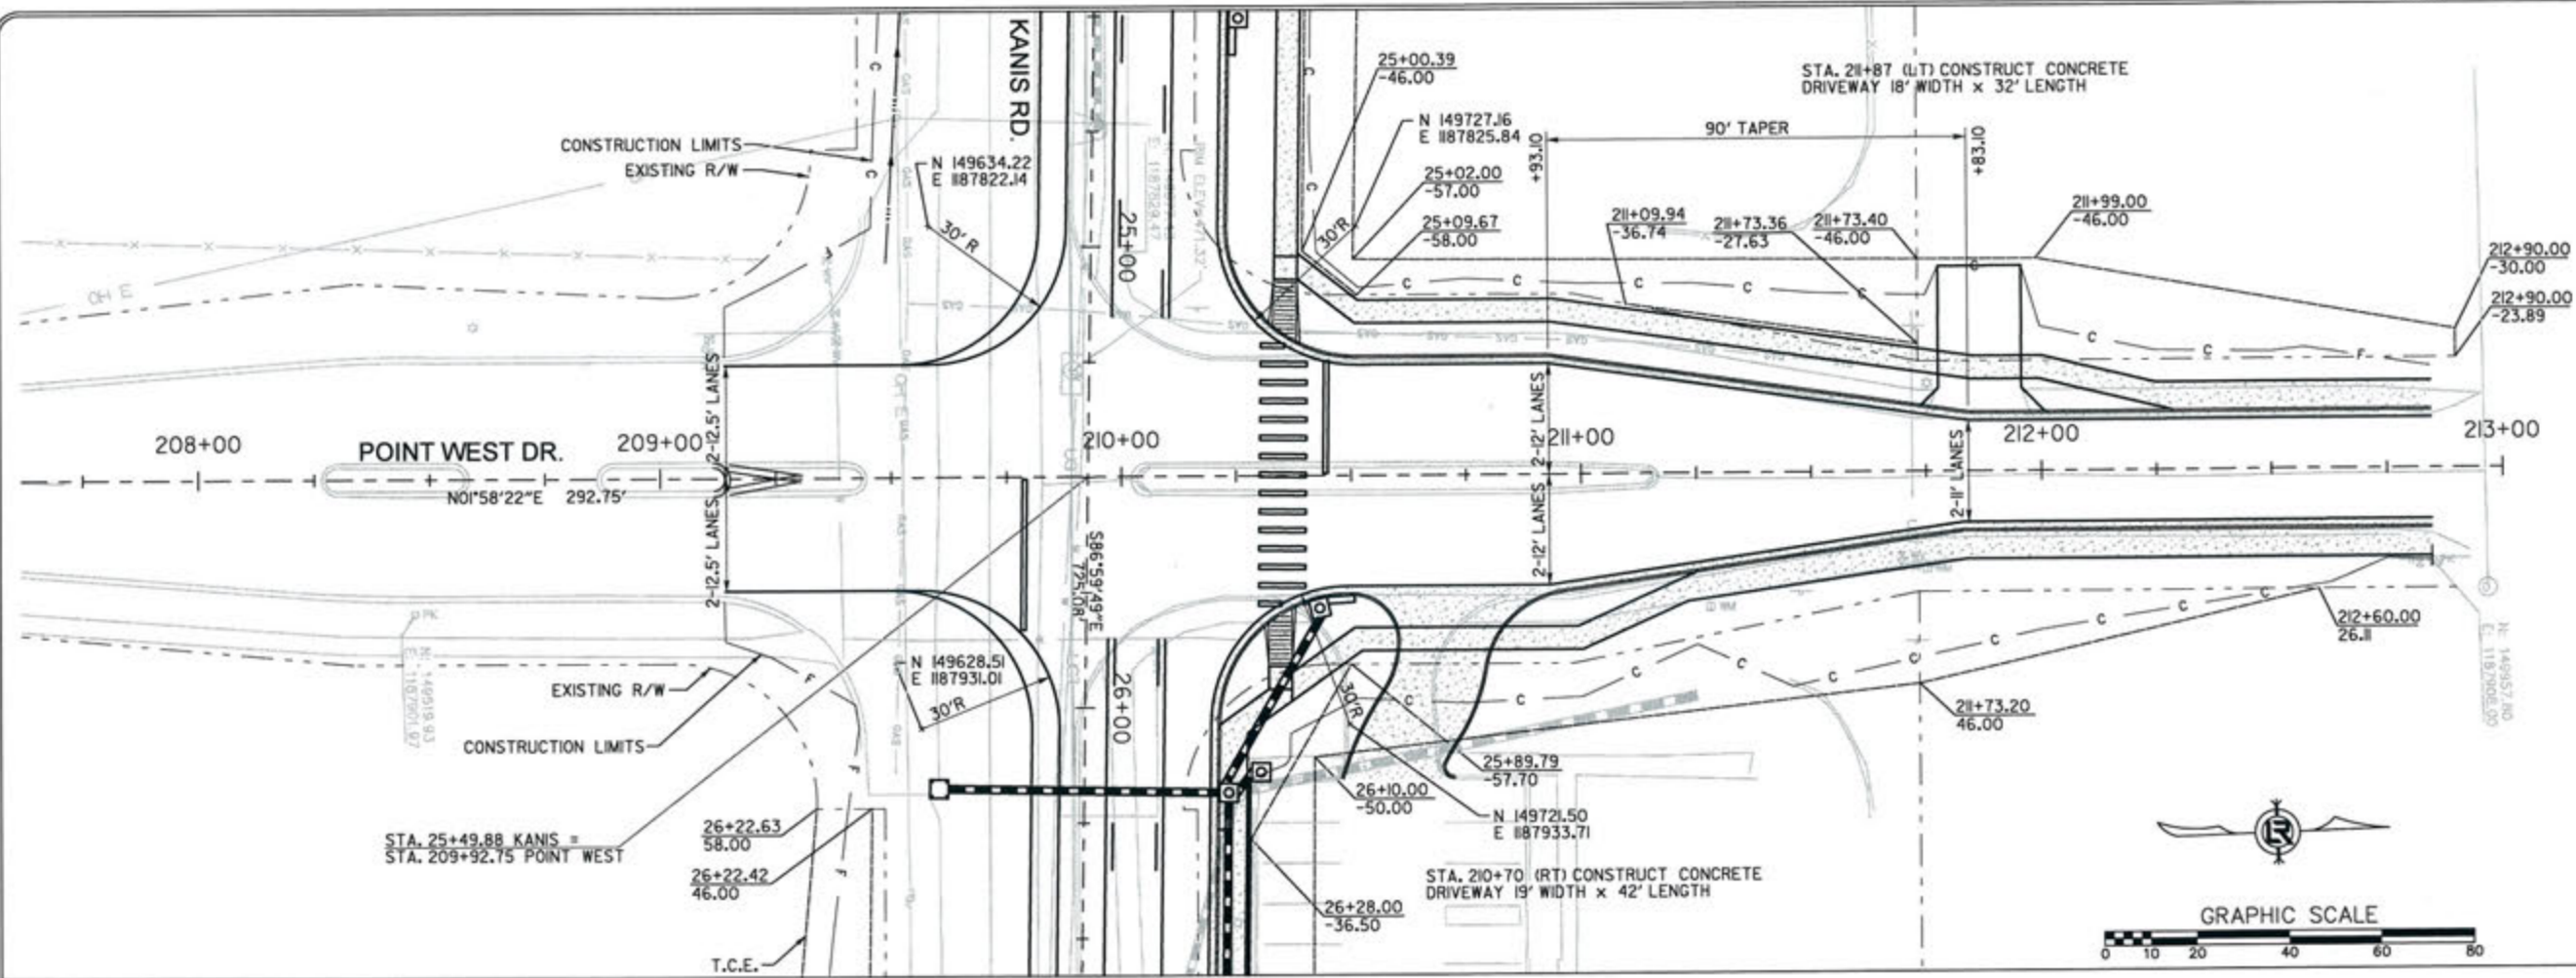 KANIS RD.
25+00.39
-46.00
STA. 211+87 (LT) CONSTRUCT CONCRETE
DRIVEWAY 18' WIDTH x 32' LENGTH
N 149727.16
E 1187825.84
90' TAPER
+93.10
+83.10
CONSTRUCTION LIMITS
EXISTING R/W
N 149634.22
E 1187822.14
30' R
25+02.00
-57.00
25+09.67
-58.00
30'R
211+09.94
-36.74
211+73.36
-27.63
211+73.40
-46.00
211+99.00
-46.00
212+90.00
-30.00
212+90.00
-23.89
25+00
OH E
2-12.5' LANES
2-12' LANES
208+00
POINT WEST DR.
209+00
210+00
211+00
212+00
213+00
N01°58'22"E 292.75'
2-12.5' LANES
2-12' LANES
2-11' LANES
S86°59'49"E
725.08'
EXISTING R/W
CONSTRUCTION LIMITS
N 149628.51
E 1187931.01
30'R
26+00
30'R
212+60.00
26.11
211+73.20
46.00
N: 149519.93
E: 1187901.97
N: 149957.80
E: 1187908.00
25+89.79
-57.70
26+10.00
-50.00
N 149721.50
E 1187933.71
STA. 25+49.88 KANIS =
STA. 209+92.75 POINT WEST
26+22.63
58.00
26+22.42
46.00
STA. 210+70 (RT) CONSTRUCT CONCRETE
DRIVEWAY 19' WIDTH x 42' LENGTH
26+28.00
-36.50
T.C.E.
GRAPHIC SCALE
0 10 20 40 60 80